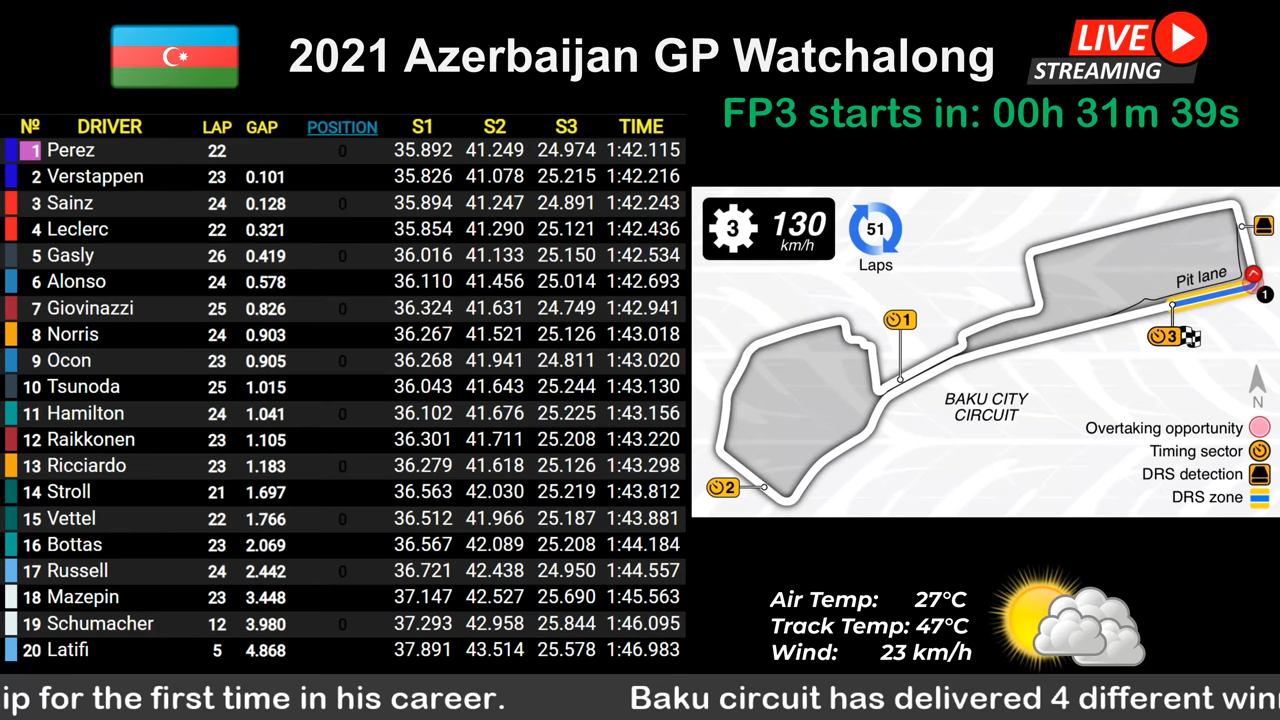 2021 Azerbaijan GP Watchalong
LIVE
STREAMING
FP3 starts in: 00h 31m 39s
Nº DRIVER LAP GAP POSITION S1 S2 S3 TIME
1 Perez 22 0 35.892 41.249 24.974 1:42.115
2 Verstappen 23 0.101 35.826 41.078 25.215 1:42.216
3 Sainz 24 0.128 0 35.894 41.247 24.891 1:42.243
4 Leclerc 22 0.321 35.854 41.290 25.121 1:42.436
5 Gasly 26 0.419 0 36.016 41.133 25.150 1:42.534
6 Alonso 24 0.578 36.110 41.456 25.014 1:42.693
7 Giovinazzi 25 0.826 0 36.324 41.631 24.749 1:42.941
8 Norris 24 0.903 36.267 41.521 25.126 1:43.018
9 Ocon 23 0.905 0 36.268 41.941 24.811 1:43.020
10 Tsunoda 25 1.015 36.043 41.643 25.244 1:43.130
11 Hamilton 24 1.041 0 36.102 41.676 25.225 1:43.156
12 Raikkonen 23 1.105 36.301 41.711 25.208 1:43.220
13 Ricciardo 23 1.183 0 36.279 41.618 25.126 1:43.298
14 Stroll 21 1.697 36.563 42.030 25.219 1:43.812
15 Vettel 22 1.766 0 36.512 41.966 25.187 1:43.881
16 Bottas 23 2.069 36.567 42.089 25.208 1:44.184
17 Russell 24 2.442 0 36.721 42.438 24.950 1:44.557
18 Mazepin 23 3.448 37.147 42.527 25.690 1:45.563
19 Schumacher 12 3.980 0 37.293 42.958 25.844 1:46.095
20 Latifi 5 4.868 37.891 43.514 25.578 1:46.983
3 130
km/h
51
Laps
Pit lane
1
1
3
2
BAKU CITY
CIRCUIT
N
Overtaking opportunity
Timing sector
DRS detection
DRS zone
Air Temp: 27°C
Track Temp: 47°C
Wind: 23 km/h
ip for the first time in his career. Baku circuit has delivered 4 different win